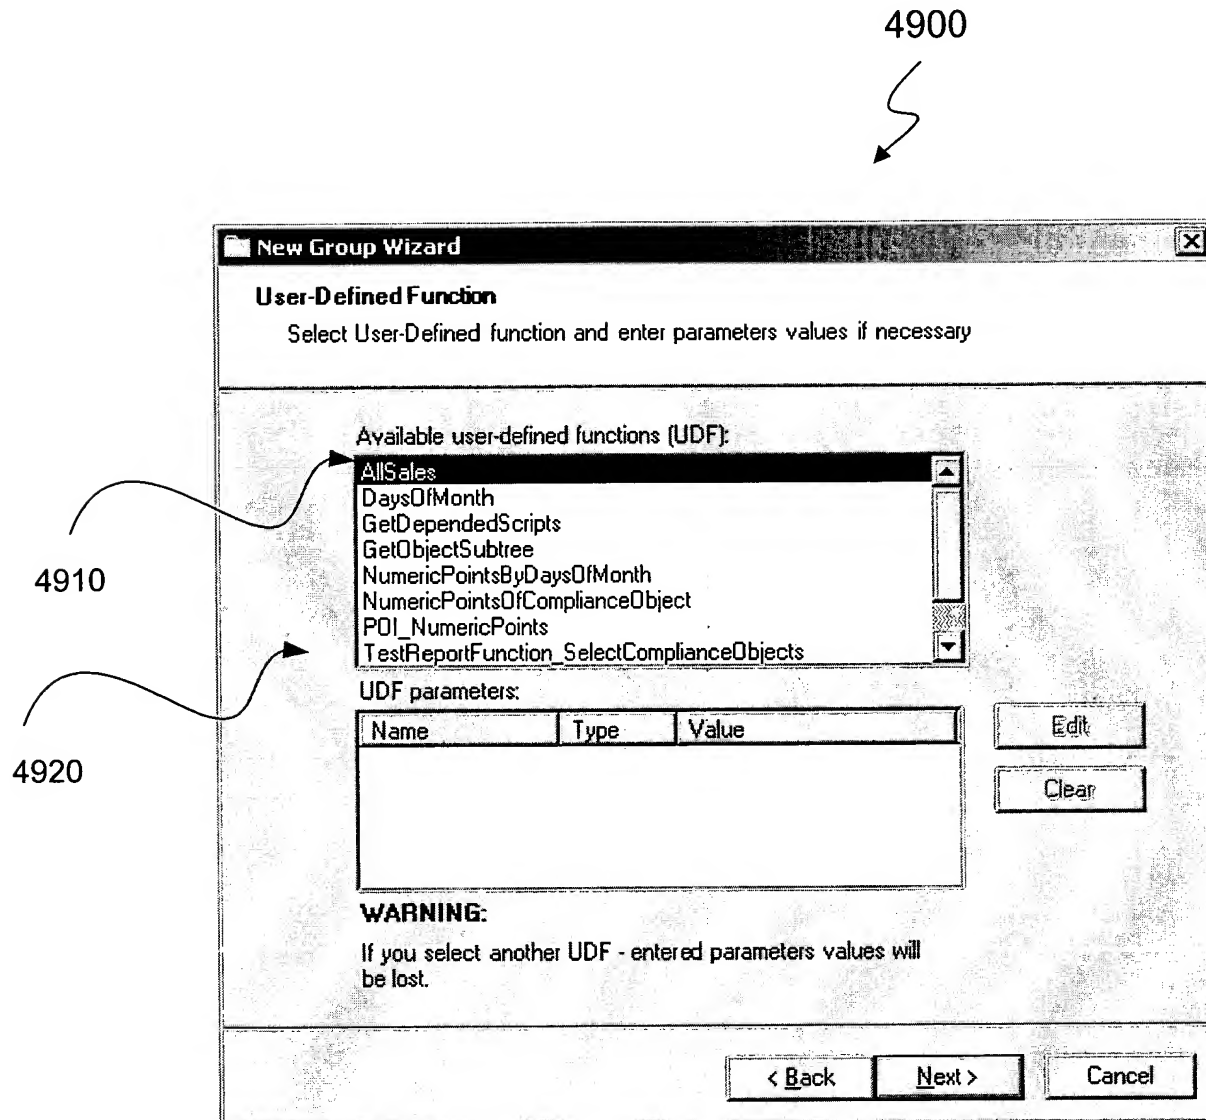 4900
New Group Wizard
User-Defined Function
Select User-Defined function and enter parameters values if necessary
Available user-defined functions (UDF):
AllSales
DaysOfMonth
GetDependedScripts
GetObjectSubtree
NumericPointsByDaysOfMonth
NumericPointsOfComplianceObject
POI_NumericPoints
TestReportFunction_SelectComplianceObjects
4910
4920
UDF parameters:
Name Type Value
Edit
Clear
WARNING:
If you select another UDF - entered parameters values will
be lost.
< Back Next > Cancel